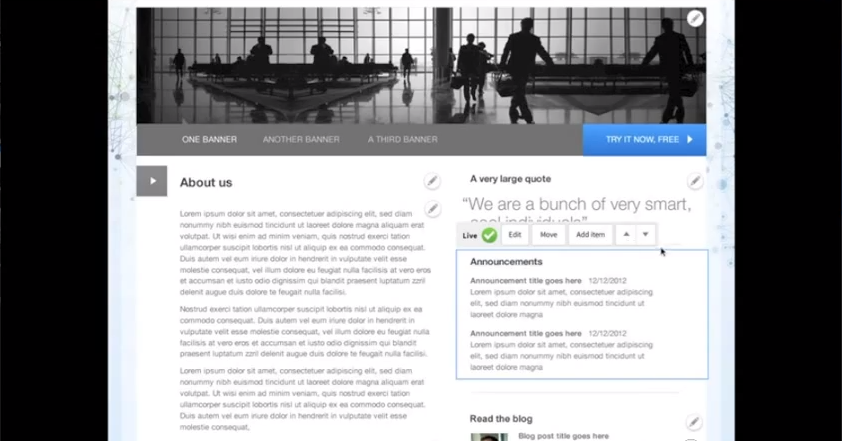 ONE BANNER
ANOTHER BANNER
A THIRD BANNER
TRY IT NOW, FREE
About us
Lorem ipsum dolor sit amet, consectetuer adipiscing elit, sed diam
nonummy nibh euismod tincidunt ut laoreet dolore magna aliquam erat
volutpat. Ut wisi enim ad minim veniam, quis nostrud exerci tation
ullamcorper suscipit lobortis nisl ut aliquip ex ea commodo consequat.
Duis autem vel eum iriure dolor in hendrerit in vulputate velit esse
molestie consequat, vel illum dolore eu feugiat nulla facilisis at vero eros
et accumsan et iusto odio dignissim qui blandit praesent luptatum zzril
delenit augue duis dolore te feugait nulla facilisi.
Nostrud exerci tation ullamcorper suscipit lobortis nisl ut aliquip ex ea
commodo consequat. Duis autem vel eum iriure dolor in hendrerit in
vulputate velit esse molestie consequat, vel illum dolore eu feugiat nulla
facilisis at vero eros et accumsan et iusto odio dignissim qui blandit
praesent luptatum zzril delenit augue duis dolore te feugait nulla facilisi.
Lorem ipsum dolor sit amet, consectetuer adipiscing elit, sed diam
nonummy nibh euismod tincidunt ut laoreet dolore magna aliquam erat
volutpat. Ut wisi enim ad minim veniam, quis nostrud exerci tation
ullamcorper suscipit lobortis nisl ut aliquip ex ea commodo consequat.
Duis autem vel eum iriure dolor in hendrerit in vulputate velit esse
molestie consequat,
A very large quote
“We are a bunch of very smart,
cool individuals”
Live
Edit
Move
Add item
Announcements
Announcement title goes here 12/12/2012
Lorem ipsum dolor sit amet, consectetuer adipiscing
elit, sed diam nonummy nibh euismod tincidunt ut
laoreet dolore magna
Announcement title goes here 12/12/2012
Lorem ipsum dolor sit amet, consectetuer adipiscing
elit, sed diam nonummy nibh euismod tincidunt ut
laoreet dolore magna
Read the blog
Blog post title goes here